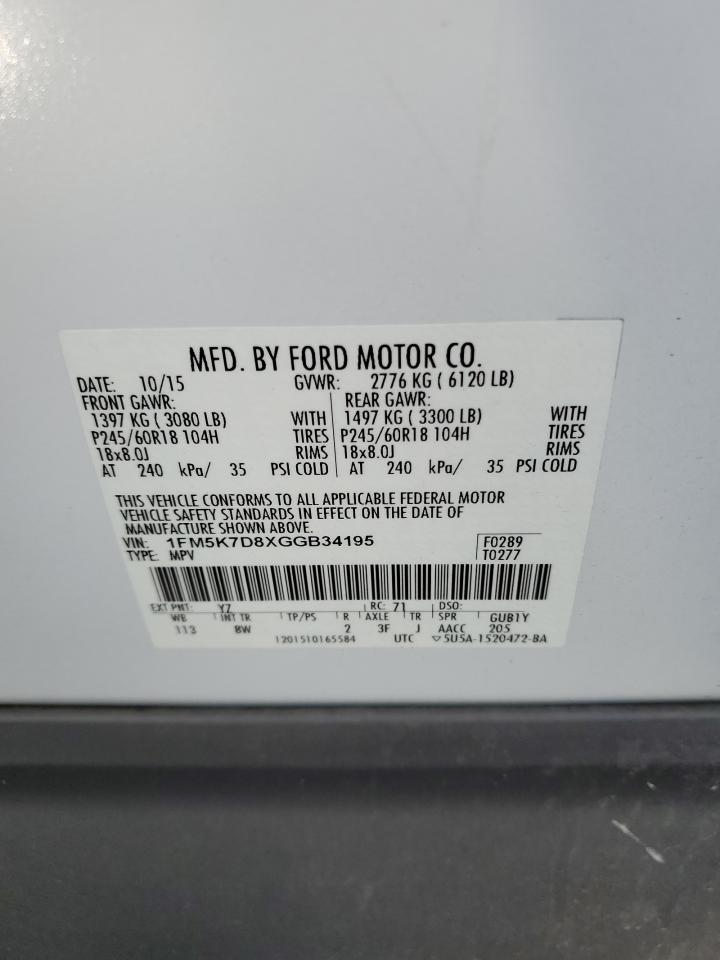 MFD. BY FORD MOTOR CO.
DATE: 10/15 GVWR: 2776 KG ( 6120 LB)
FRONT GAWR: REAR GAWR:
1397 KG ( 3080 LB) WITH 1497 KG ( 3300 LB) WITH
P245/60R18 104H TIRES P245/60R18 104H TIRES
18x8.0J RIMS 18x8.0J RIMS
AT 240 kPa/ 35 PSI COLD AT 240 kPa/ 35 PSI COLD
THIS VEHICLE CONFORMS TO ALL APPLICABLE FEDERAL MOTOR
VEHICLE SAFETY STANDARDS IN EFFECT ON THE DATE OF
MANUFACTURE SHOWN ABOVE.
VIN: 1FM5K7D8XGGB34195 F0289
TYPE: MPV T0277
EXT PNT: Y7 RC: 71 DSO:
WB INT TR TP/PS R AXLE TR SPR GUB1Y
113 8W 2 3F J AACC 205
1201510165584 UTC ▽5U5A-1520472-BA